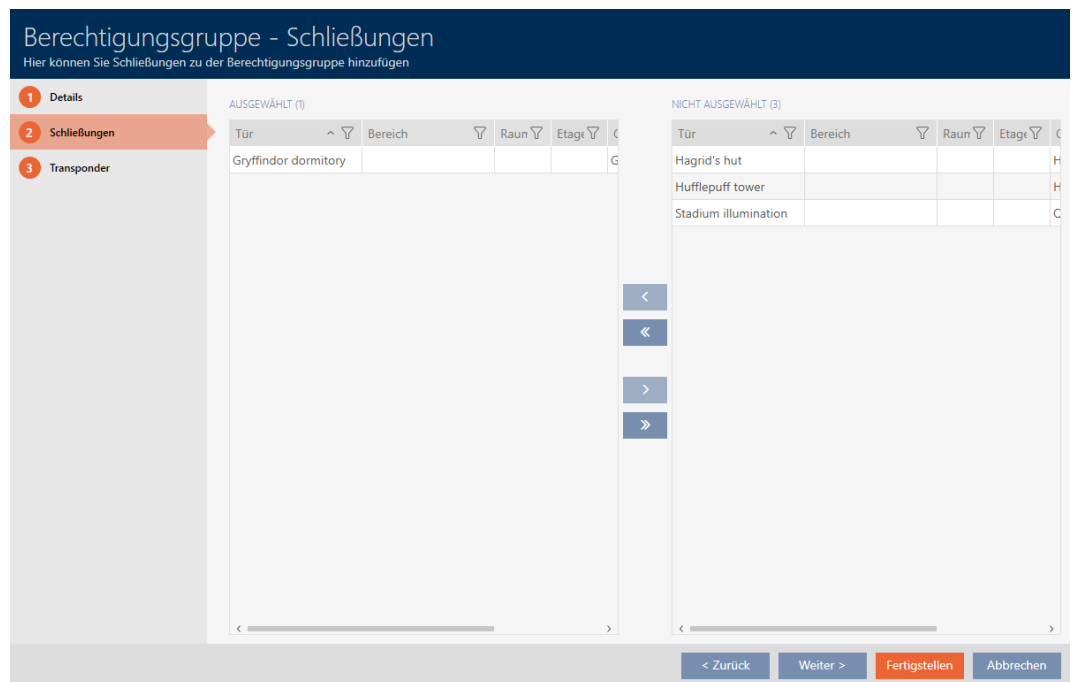 Berechtigungsgruppe - Schließungen
Hier können Sie Schließungen zu der Berechtigungsgruppe hinzufügen
1 Details
2 Schließungen
3 Transponder
AUSGEWÄHLT (1)
Tür Bereich Raum Etage
Gryffindor dormitory G
NICHT AUSGEWÄHLT (3)
Tür Bereich Raum Etage
Hagrid's hut H
Hufflepuff tower H
Stadium illumination
< Zurück Weiter > Fertigstellen Abbrechen